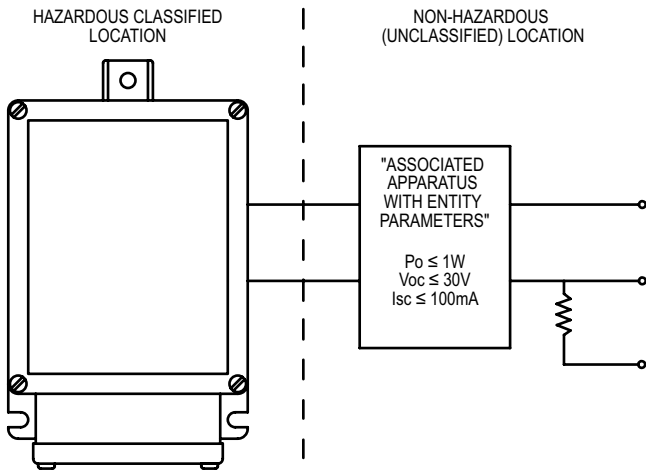 HAZARDOUS CLASSIFIED
LOCATION
NON-HAZARDOUS
(UNCLASSIFIED) LOCATION
"ASSOCIATED
APPARATUS
WITH ENTITY
PARAMETERS"
Po ≤ 1W
Voc ≤ 30V
Isc ≤ 100mA